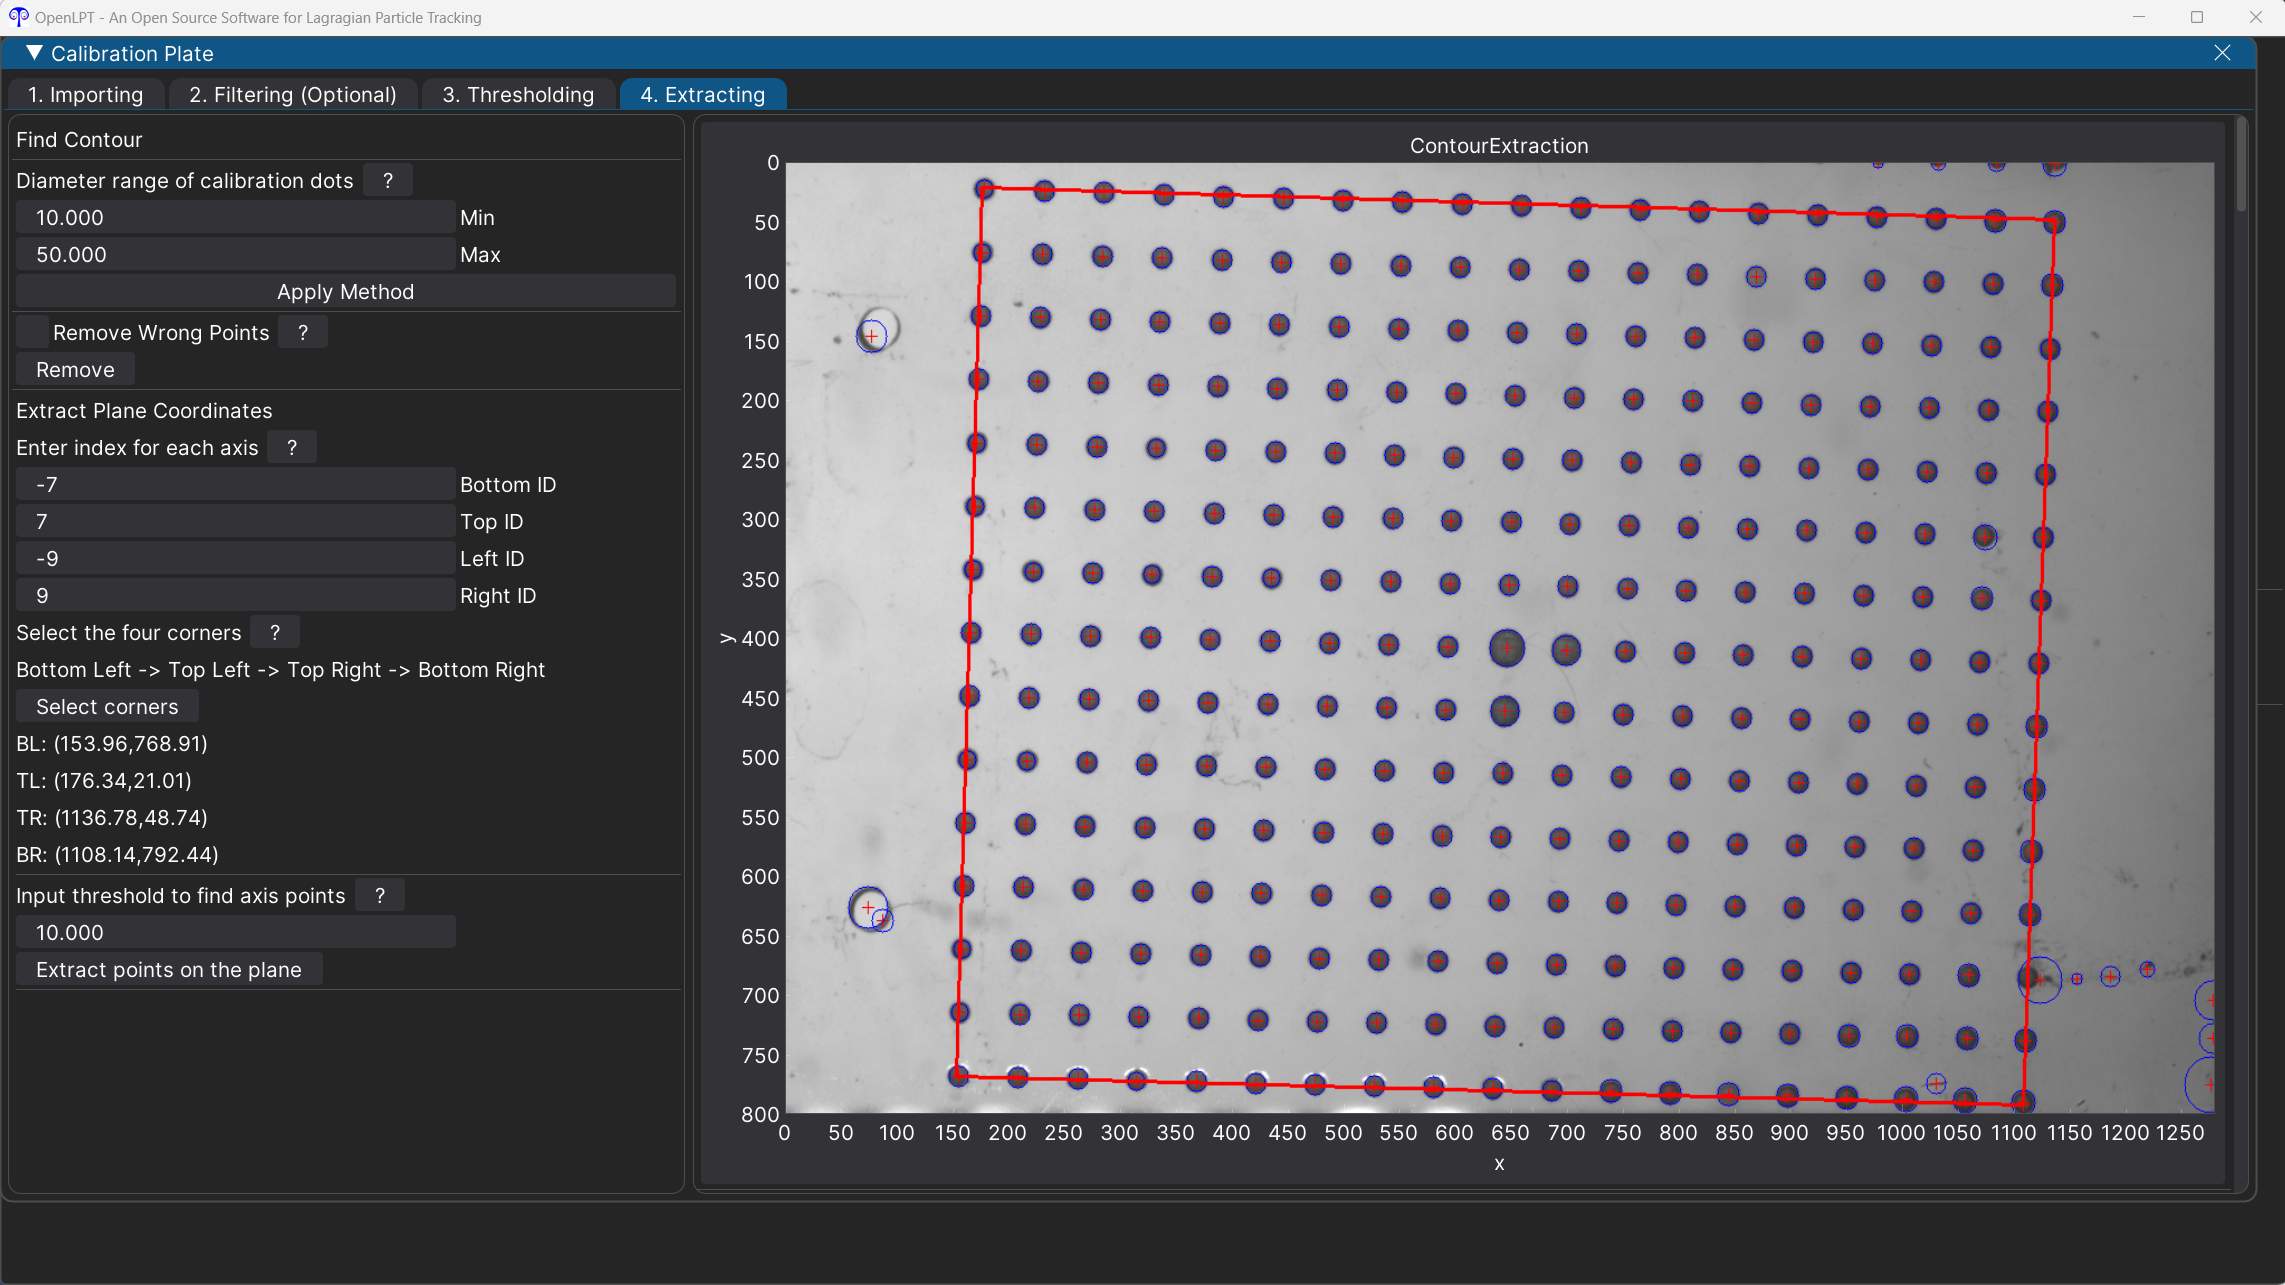 OpenLPT - An Open Source Software for Lagragian Particle Tracking
Calibration Plate
1. Importing
2. Filtering (Optional)
3. Thresholding
4. Extracting
Find Contour
Diameter range of calibration dots ?
10.000 Min
50.000 Max
Apply Method
Remove Wrong Points ?
Remove
Extract Plane Coordinates
Enter index for each axis ?
-7 Bottom ID
7 Top ID
-9 Left ID
9 Right ID
Select the four corners ?
Bottom Left -> Top Left -> Top Right -> Bottom Right
Select corners
BL: (153.96,768.91)
TL: (176.34,21.01)
TR: (1136.78,48.74)
BR: (1108.14,792.44)
Input threshold to find axis points ?
10.000
Extract points on the plane
ContourExtraction
0
50
100
150
200
250
300
350
y 400
450
500
550
600
650
700
750
800
0 50 100 150 200 250 300 350 400 450 500 550 600 650 700 750 800 850 900 950 1000 1050 1100 1150 1200 1250
x